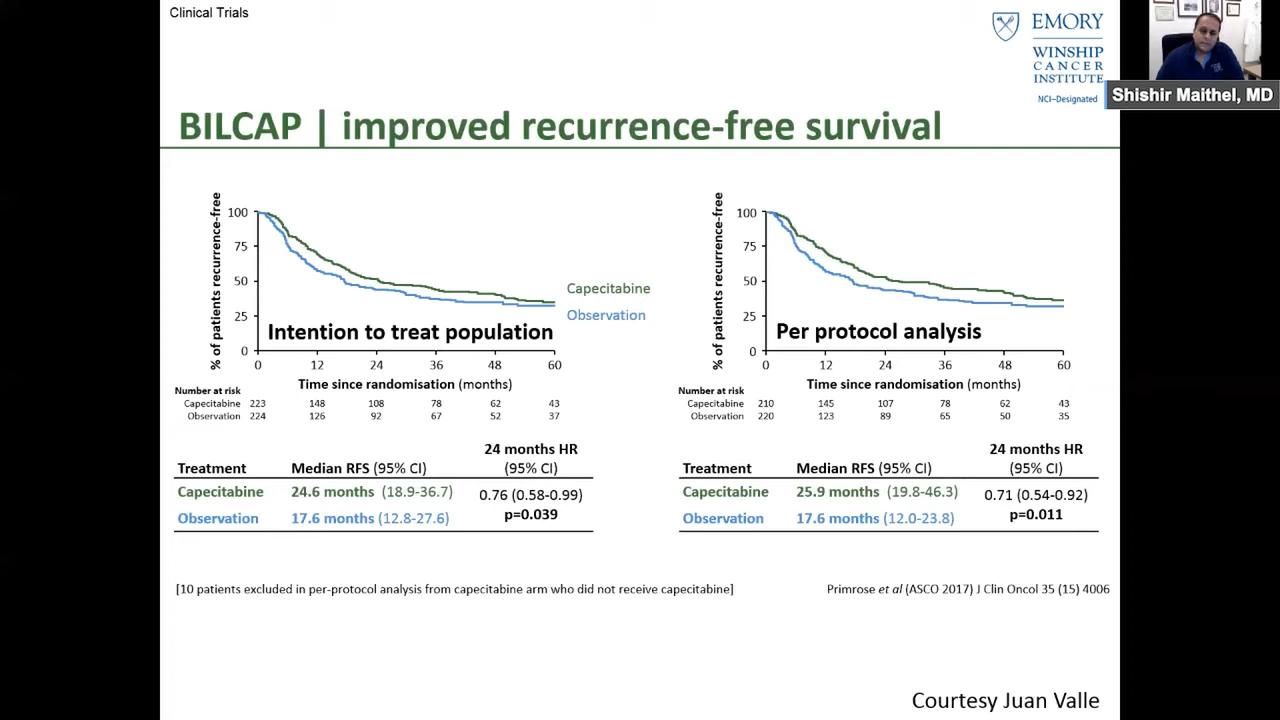 Clinical Trials
EMORY
WINSHIP
CANCER
INSTITUTE
NCI–Designated
Shishir Maithel, MD
BILCAP | improved recurrence-free survival
% of patients recurrence-free
100
75
50
25
0
0 12 24 36 48 60
Intention to treat population
Capecitabine
Observation
Time since randomisation (months)
Number at risk
Capecitabine 223 148 108 78 62 43
Observation 224 126 92 67 52 37
% of patients recurrence-free
100
75
50
25
0
0 12 24 36 48 60
Per protocol analysis
Time since randomisation (months)
Number at risk
Capecitabine 210 145 107 78 62 43
Observation 220 123 89 65 50 35
24 months HR
Treatment Median RFS (95% CI) (95% CI)
Capecitabine 24.6 months (18.9-36.7) 0.76 (0.58-0.99)
Observation 17.6 months (12.8-27.6) p=0.039
24 months HR
Treatment Median RFS (95% CI) (95% CI)
Capecitabine 25.9 months (19.8-46.3) 0.71 (0.54-0.92)
Observation 17.6 months (12.0-23.8) p=0.011
[10 patients excluded in per-protocol analysis from capecitabine arm who did not receive capecitabine]
Primrose et al (ASCO 2017) J Clin Oncol 35 (15) 4006
Courtesy Juan Valle